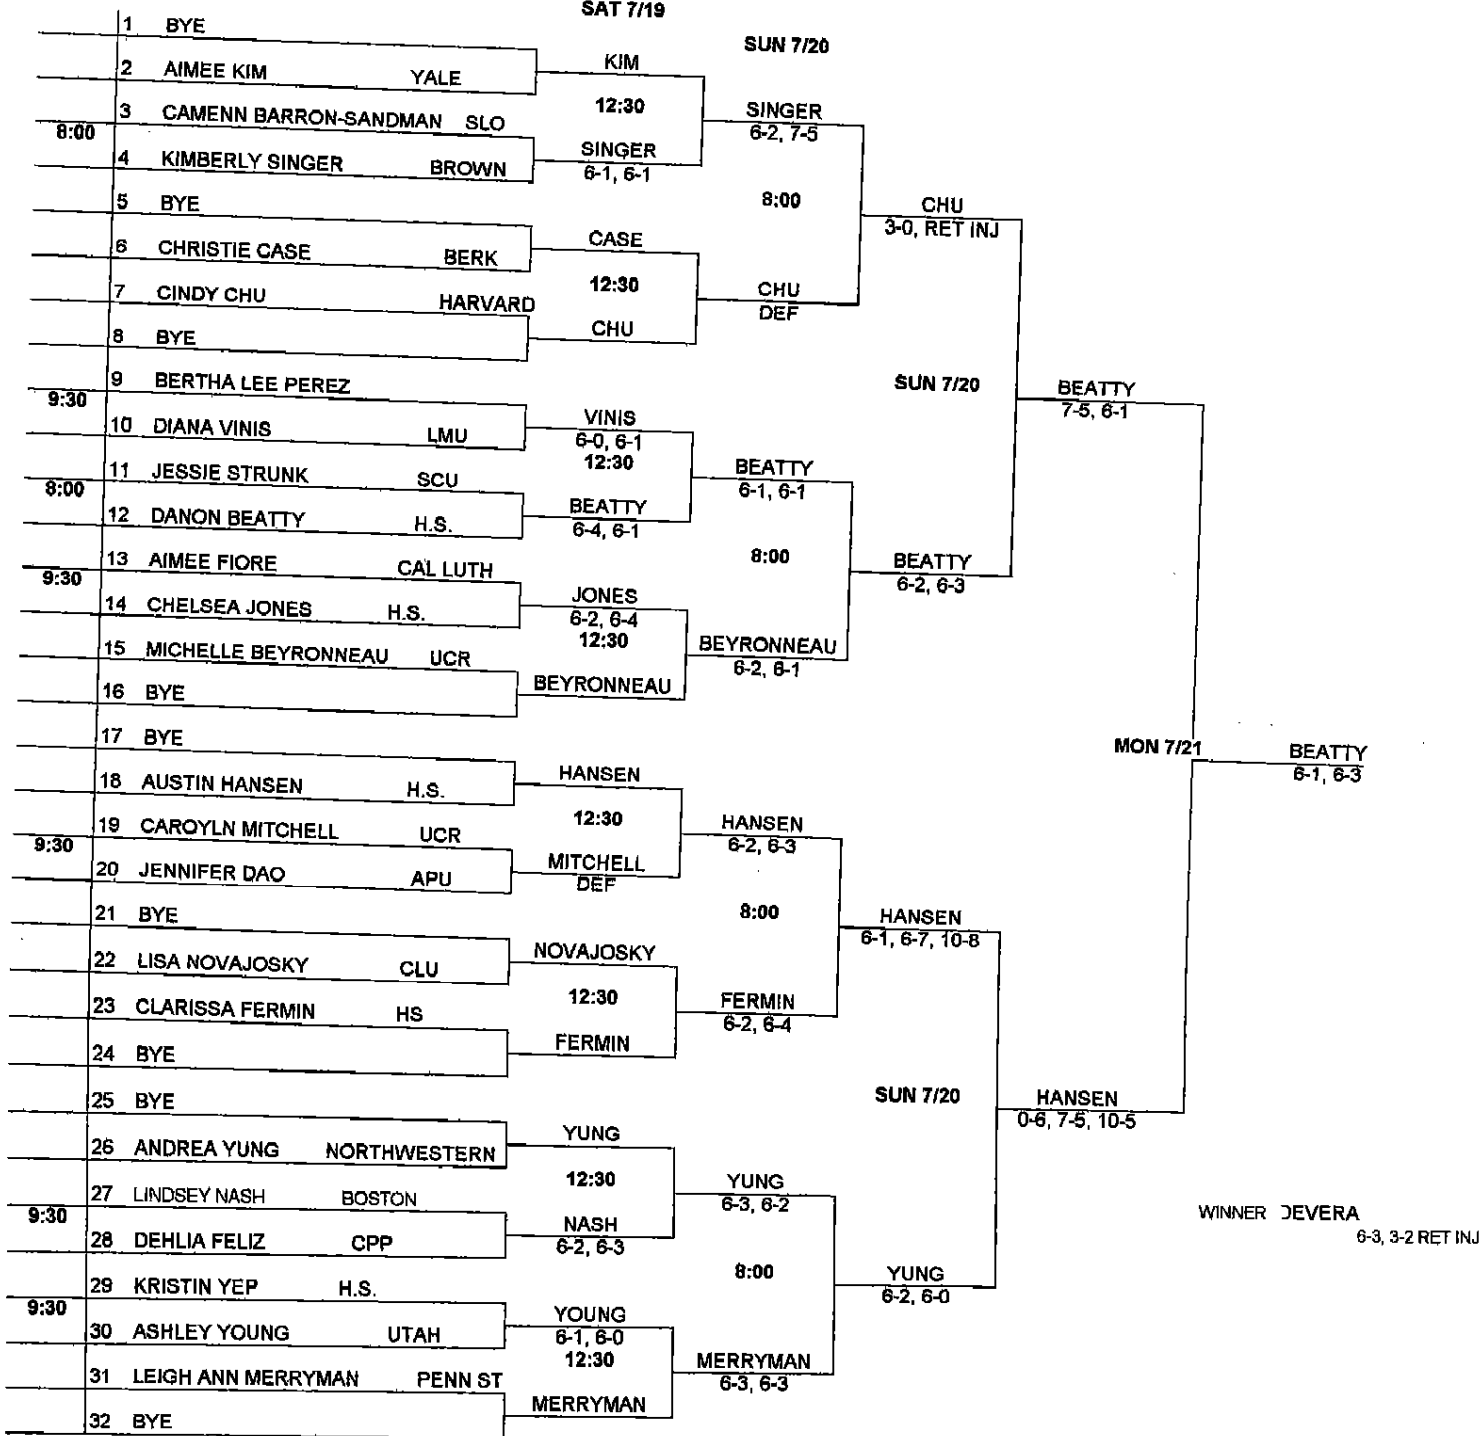 SAT 7/19
SUN 7/20
1 BYE
KIM
2 AIMEE KIM YALE
12:30
SINGER
6-2, 7-5
3 CAMENN BARRON-SANDMAN SLO
8:00
SINGER
6-1, 6-1
4 KIMBERLY SINGER BROWN
8:00
5 BYE
CHU
3-0, RET INJ
CASE
6 CHRISTIE CASE BERK
12:30
CHU
DEF
7 CINDY CHU HARVARD
CHU
8 BYE
9 BERTHA LEE PEREZ
SUN 7/20
BEATTY
7-5, 6-1
9:30
VINIS
6-0, 6-1
10 DIANA VINIS LMU
12:30
BEATTY
6-1, 6-1
11 JESSIE STRUNK SCU
8:00
BEATTY
6-4, 6-1
12 DANON BEATTY H.S.
8:00
13 AIMEE FIORE CAL LUTH
BEATTY
6-2, 6-3
9:30
JONES
6-2, 6-4
14 CHELSEA JONES H.S.
12:30
BEYRONNEAU
6-2, 6-1
15 MICHELLE BEYRONNEAU UCR
BEYRONNEAU
16 BYE
17 BYE
MON 7/21
BEATTY
6-1, 6-3
HANSEN
18 AUSTIN HANSEN H.S.
12:30
HANSEN
6-2, 6-3
19 CAROYLN MITCHELL UCR
9:30
MITCHELL
DEF
20 JENNIFER DAO APU
8:00
21 BYE
HANSEN
6-1, 6-7, 10-8
NOVAJOSKY
22 LISA NOVAJOSKY CLU
12:30
FERMIN
6-2, 6-4
23 CLARISSA FERMIN HS
FERMIN
24 BYE
25 BYE
SUN 7/20
HANSEN
0-6, 7-5, 10-5
YUNG
26 ANDREA YUNG NORTHWESTERN
12:30
YUNG
6-3, 6-2
27 LINDSEY NASH BOSTON
9:30
NASH
6-2, 6-3
28 DEHLIA FELIZ CPP
WINNER DEVERA
6-3, 3-2 RET INJ
8:00
29 KRISTIN YEP H.S.
YUNG
6-2, 6-0
9:30
YOUNG
6-1, 6-0
30 ASHLEY YOUNG UTAH
12:30
MERRYMAN
6-3, 6-3
31 LEIGH ANN MERRYMAN PENN ST
MERRYMAN
32 BYE